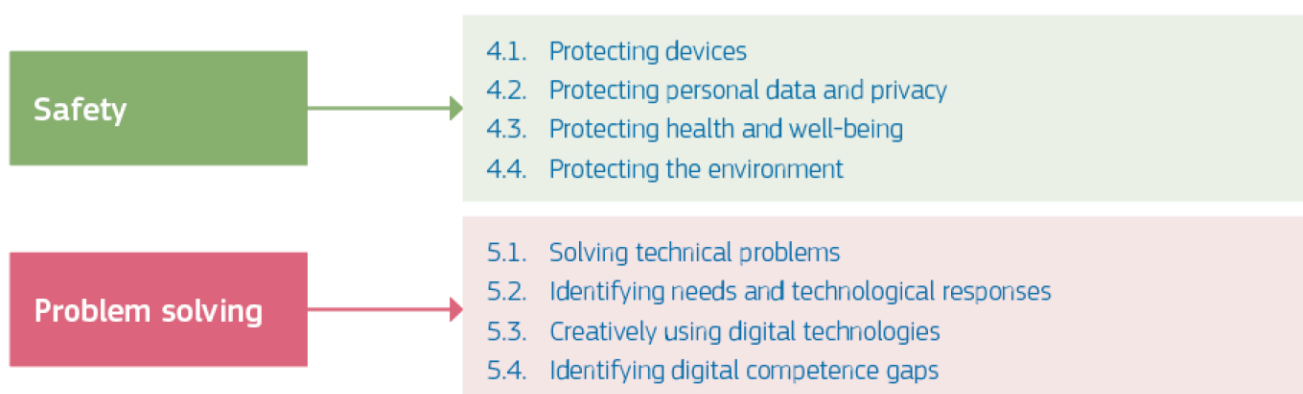 Safety
4.1. Protecting devices
4.2. Protecting personal data and privacy
4.3. Protecting health and well-being
4.4. Protecting the environment
Problem solving
5.1. Solving technical problems
5.2. Identifying needs and technological responses
5.3. Creatively using digital technologies
5.4. Identifying digital competence gaps